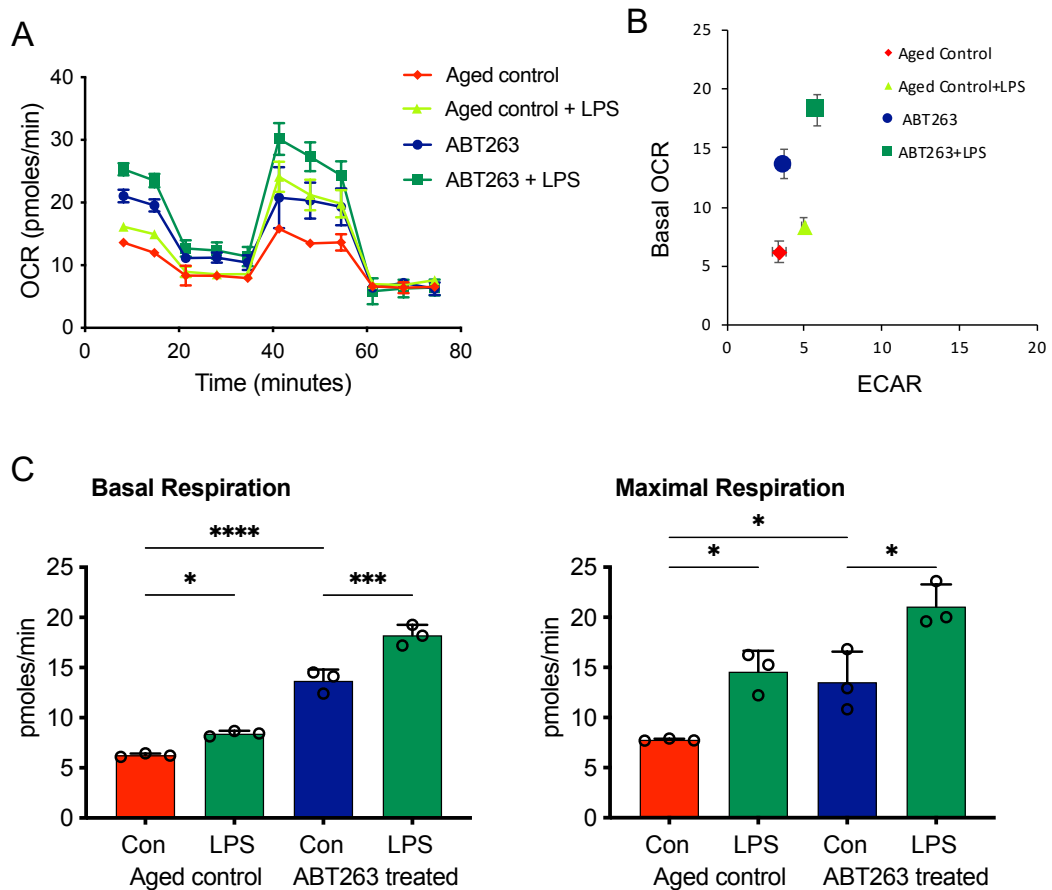 A
OCR (pmoles/min)
40
30
20
10
0
0 20 40 60 80
Time (minutes)
Aged control
Aged control + LPS
ABT263
ABT263 + LPS
B
Basal OCR
25
20
15
10
5
0
0 5 10 15 20
ECAR
Aged Control
Aged Control+LPS
ABT263
ABT263+LPS
C
Basal Respiration
****
* ***
pmoles/min
25
20
15
10
5
0
Con LPS Con LPS
Aged control ABT263 treated
Maximal Respiration
*
* *
pmoles/min
25
20
15
10
5
0
Con LPS Con LPS
Aged control ABT263 treated